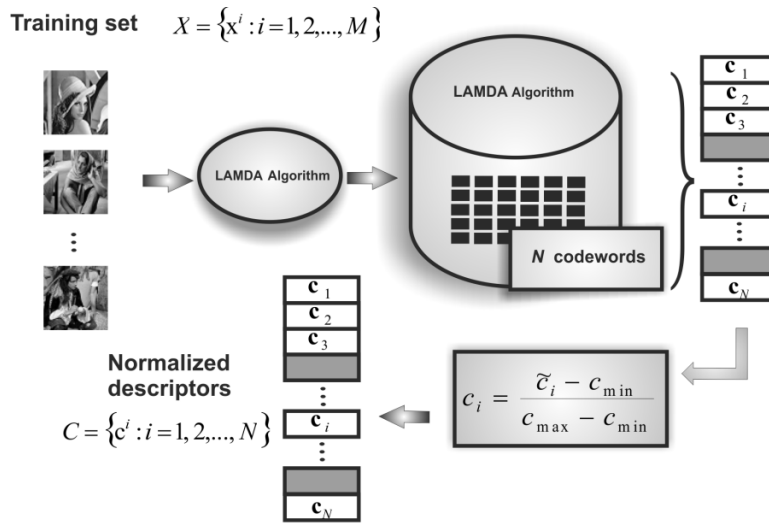 Training set X = {x^i : i = 1, 2, ..., M}
LAMDA Algorithm
LAMDA Algorithm
N codewords
c_1
c_2
c_3
c_i
c_N
c_i = (c̃_i − c_min) / (c_max − c_min)
Normalized
descriptors
C = {c^i : i = 1, 2, ..., N}
c_1
c_2
c_3
c_i
c_N